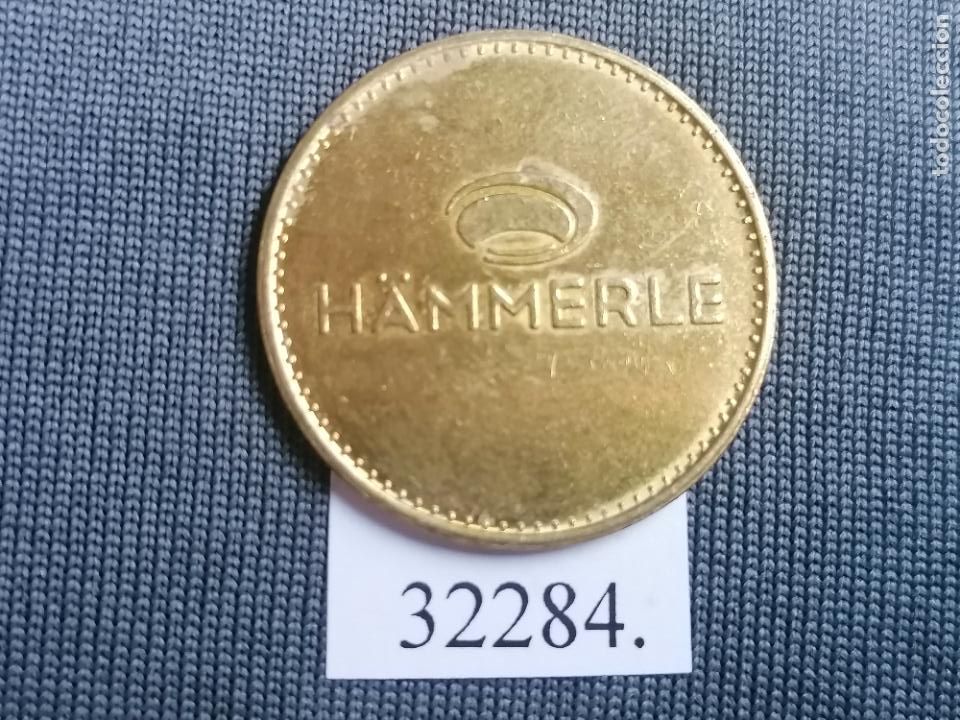 HÄMMERLE
32284.
todocoleccion